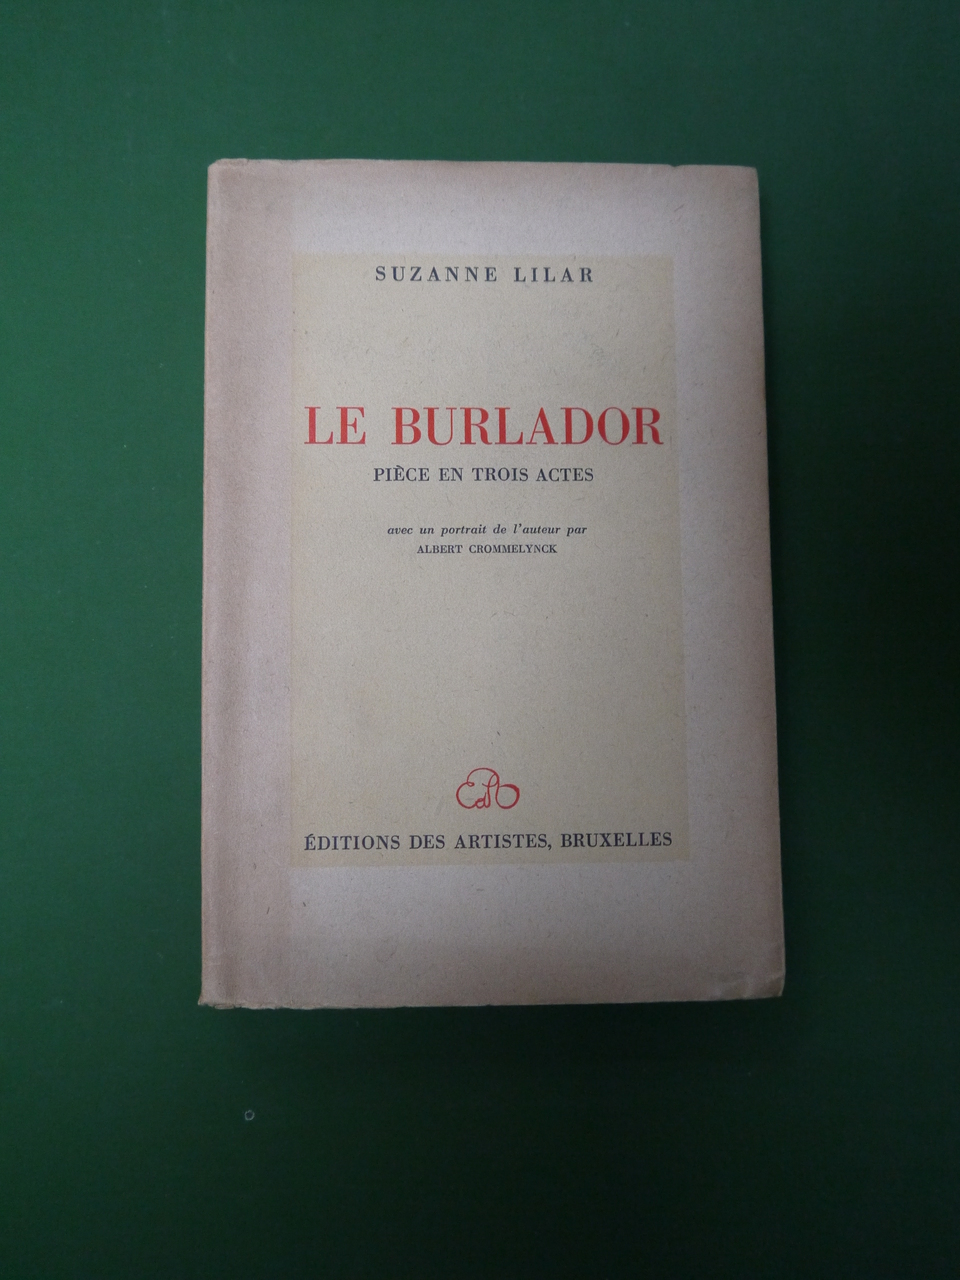 SUZANNE LILAR
LE BURLADOR
PIÈCE EN TROIS ACTES
avec un portrait de l'auteur par
ALBERT CROMMELYNCK
ÉDITIONS DES ARTISTES, BRUXELLES